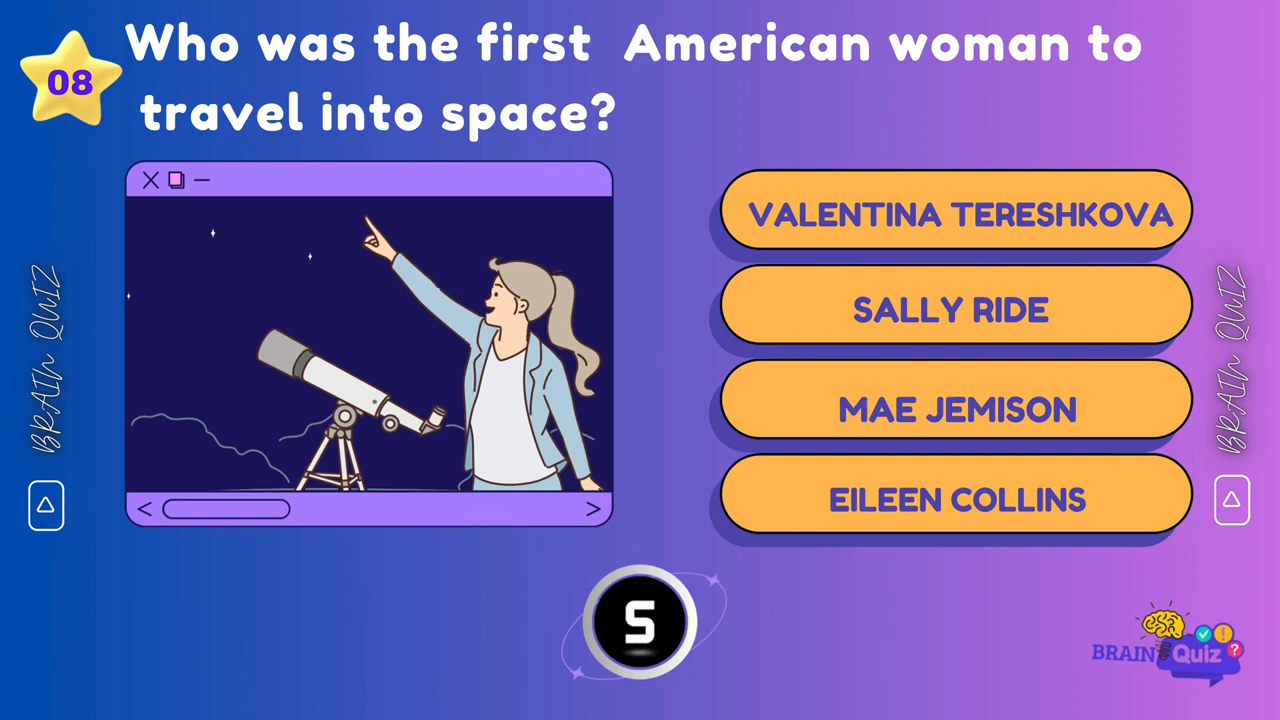 08
Who was the first American woman to
travel into space?
VALENTINA TERESHKOVA
SALLY RIDE
MAE JEMISON
EILEEN COLLINS
BRAIN QUIZ
BRAIN QUIZ
5
BRAIN Quiz